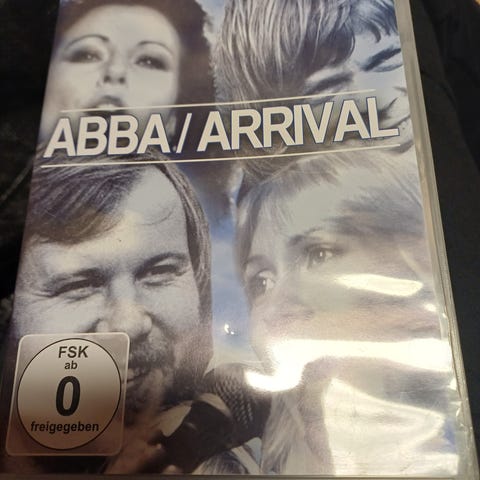 ABBA / ARRIVAL
FSK
ab
0
freigegeben